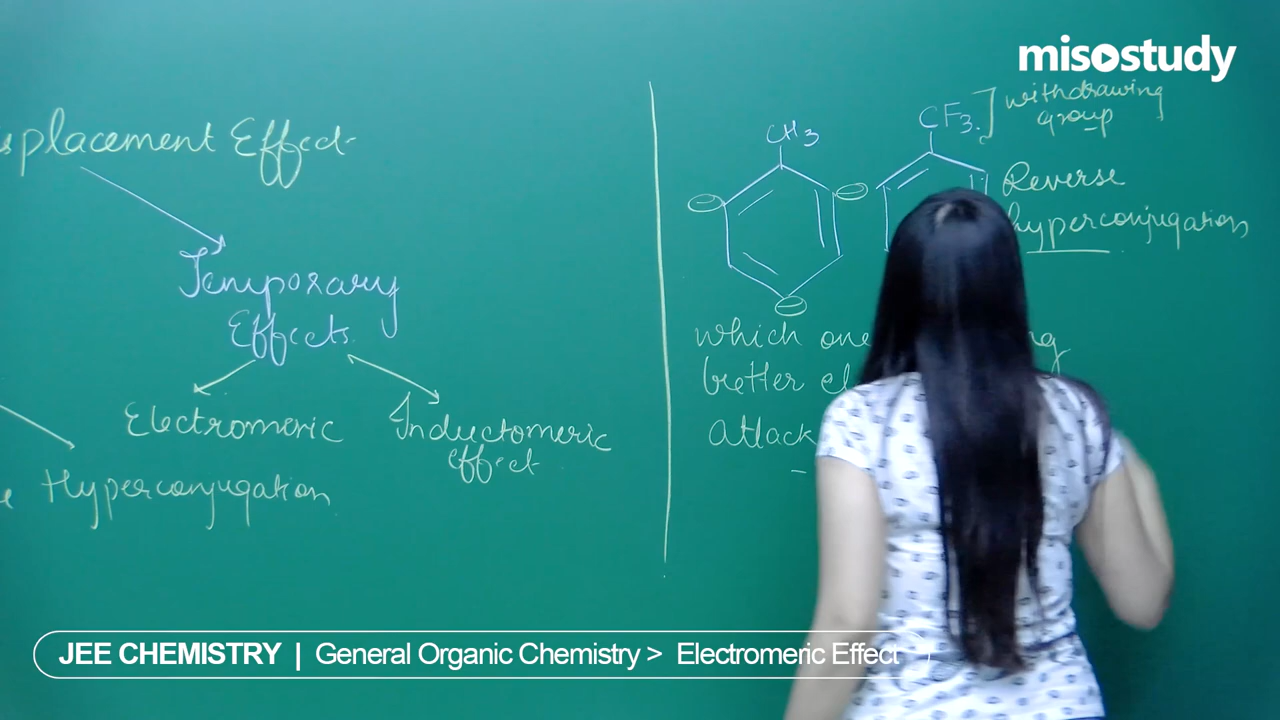 misostudy
splacement Effect
Temporary
Effects
Electromeric
Inductomeric
effect
Hyperconjugation
CH3
CF3
withdrawing
group
Reverse
hyperconjugation
which one
better
attack
JEE CHEMISTRY | General Organic Chemistry > Electromeric Effect